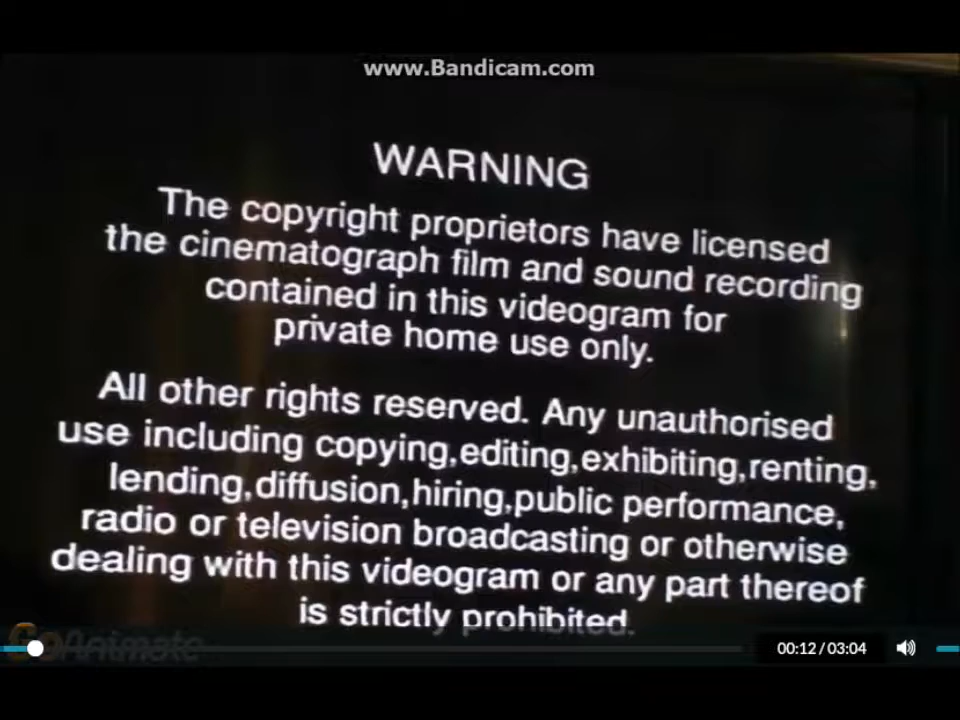 www.Bandicam.com
WARNING
The copyright proprietors have licensed
the cinematograph film and sound recording
contained in this videogram for
private home use only.
All other rights reserved. Any unauthorised
use including copying,editing,exhibiting,renting,
lending,diffusion,hiring,public performance,
radio or television broadcasting or otherwise
dealing with this videogram or any part thereof
is strictly prohibited.
GoAnimate
00:12/03:04